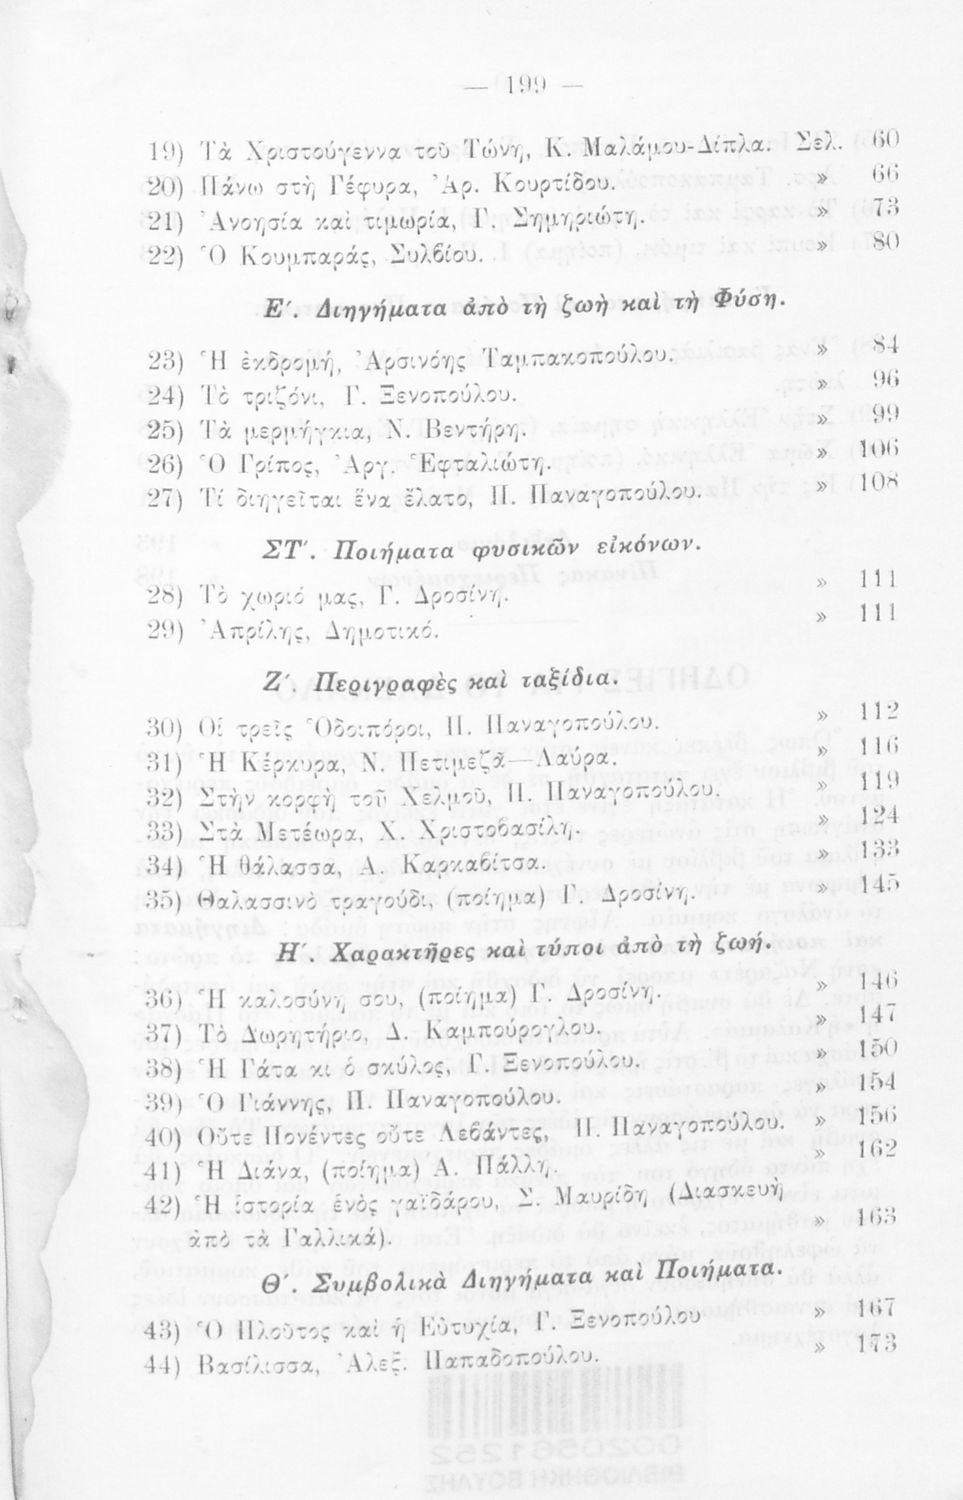 — 199 —
19) Τὰ Χριστούγεννα τοῦ Τώνη, Κ. Μαλάμου-Δίπλα. Σελ. 60
20) Πάνω στὴ Γέφυρα, Ἀρ. Κουρτίδου. » 66
21) Ἀνοησία καὶ τιμωρία, Γ. Σημηριώτη. » 73
22) Ὁ Κουμπαράς, Συλβίου. » 80
Ε΄. Διηγήματα ἀπὸ τὴ ζωὴ καὶ τὴ Φύση.
23) Ἡ ἐκδρομή, Ἀρσινόης Ταμπακοπούλου. » 84
24) Τὸ τριζόνι, Γ. Ξενοπούλου. » 96
25) Τὰ μερμήγκια, Ν. Βεντήρη. » 99
26) Ὁ Γρίπος, Ἀργ. Ἐφταλιώτη. » 106
27) Τί διηγεῖται ἕνα ἔλατο, Π. Παναγοπούλου. » 108
ΣΤ΄. Ποιήματα φυσικῶν εἰκόνων.
28) Τὸ χωριό μας, Γ. Δροσίνη. » 111
29) Ἀπρίλης, Δημοτικό. » 111
Ζ΄. Περιγραφὲς καὶ ταξίδια.
30) Οἱ τρεῖς Ὁδοιπόροι, Π. Παναγοπούλου. » 112
31) Ἡ Κέρκυρα, Ν. Πετιμεζᾶ—Λαύρα. » 116
32) Στὴν κορφὴ τοῦ Χελμοῦ, Π. Παναγοπούλου. » 119
33) Στὰ Μετέωρα, Χ. Χριστοβασίλη. » 124
34) Ἡ θάλασσα, Α. Καρκαβίτσα. » 133
35) Θαλασσινὸ τραγούδι, (ποίημα) Γ. Δροσίνη. » 145
Η΄. Χαρακτῆρες καὶ τύποι ἀπὸ τὴ ζωή.
36) Ἡ καλοσύνη σου, (ποίημα) Γ. Δροσίνη. » 146
37) Τὸ Δωρητήριο, Δ. Καμπούρογλου. » 147
38) Ἡ Γάτα κι ὁ σκύλος, Γ. Ξενοπούλου. » 150
39) Ὁ Γιάννης, Π. Παναγοπούλου. » 154
40) Οὔτε Πονέντες οὔτε Λεβάντες, Π. Παναγοπούλου. » 156
41) Ἡ Διάνα, (ποίημα) Α. Πάλλη. » 162
42) Ἡ ἱστορία ἑνὸς γαϊδάρου, Σ. Μαυρίδη (Διασκευὴ
ἀπὸ τὰ Γαλλικά). » 163
Θ΄. Συμβολικὰ Διηγήματα καὶ Ποιήματα.
43) Ὁ Πλοῦτος καὶ ἡ Εὐτυχία, Γ. Ξενοπούλου » 167
44) Βασίλισσα, Ἀλεξ. Παπαδοπούλου. » 173